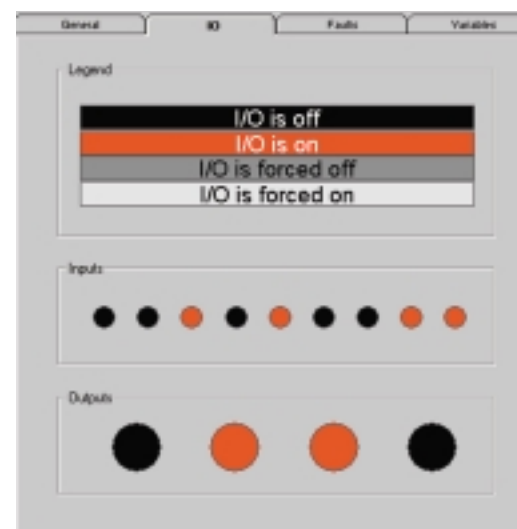 General IO Faults Variables
Legend
I/O is off
I/O is on
I/O is forced off
I/O is forced on
Inputs
Outputs